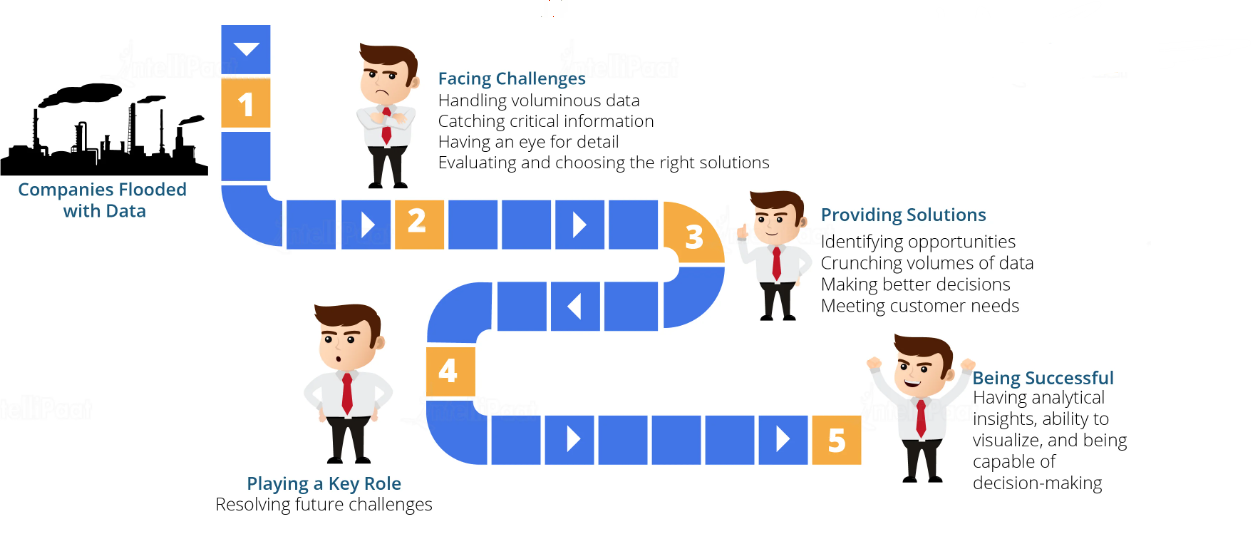 1
Companies Flooded
with Data
2
Facing Challenges
Handling voluminous data
Catching critical information
Having an eye for detail
Evaluating and choosing the right solutions
3
Providing Solutions
Identifying opportunities
Crunching volumes of data
Making better decisions
Meeting customer needs
4
Playing a Key Role
Resolving future challenges
5
Being Successful
Having analytical
insights, ability to
visualize, and being
capable of
decision-making